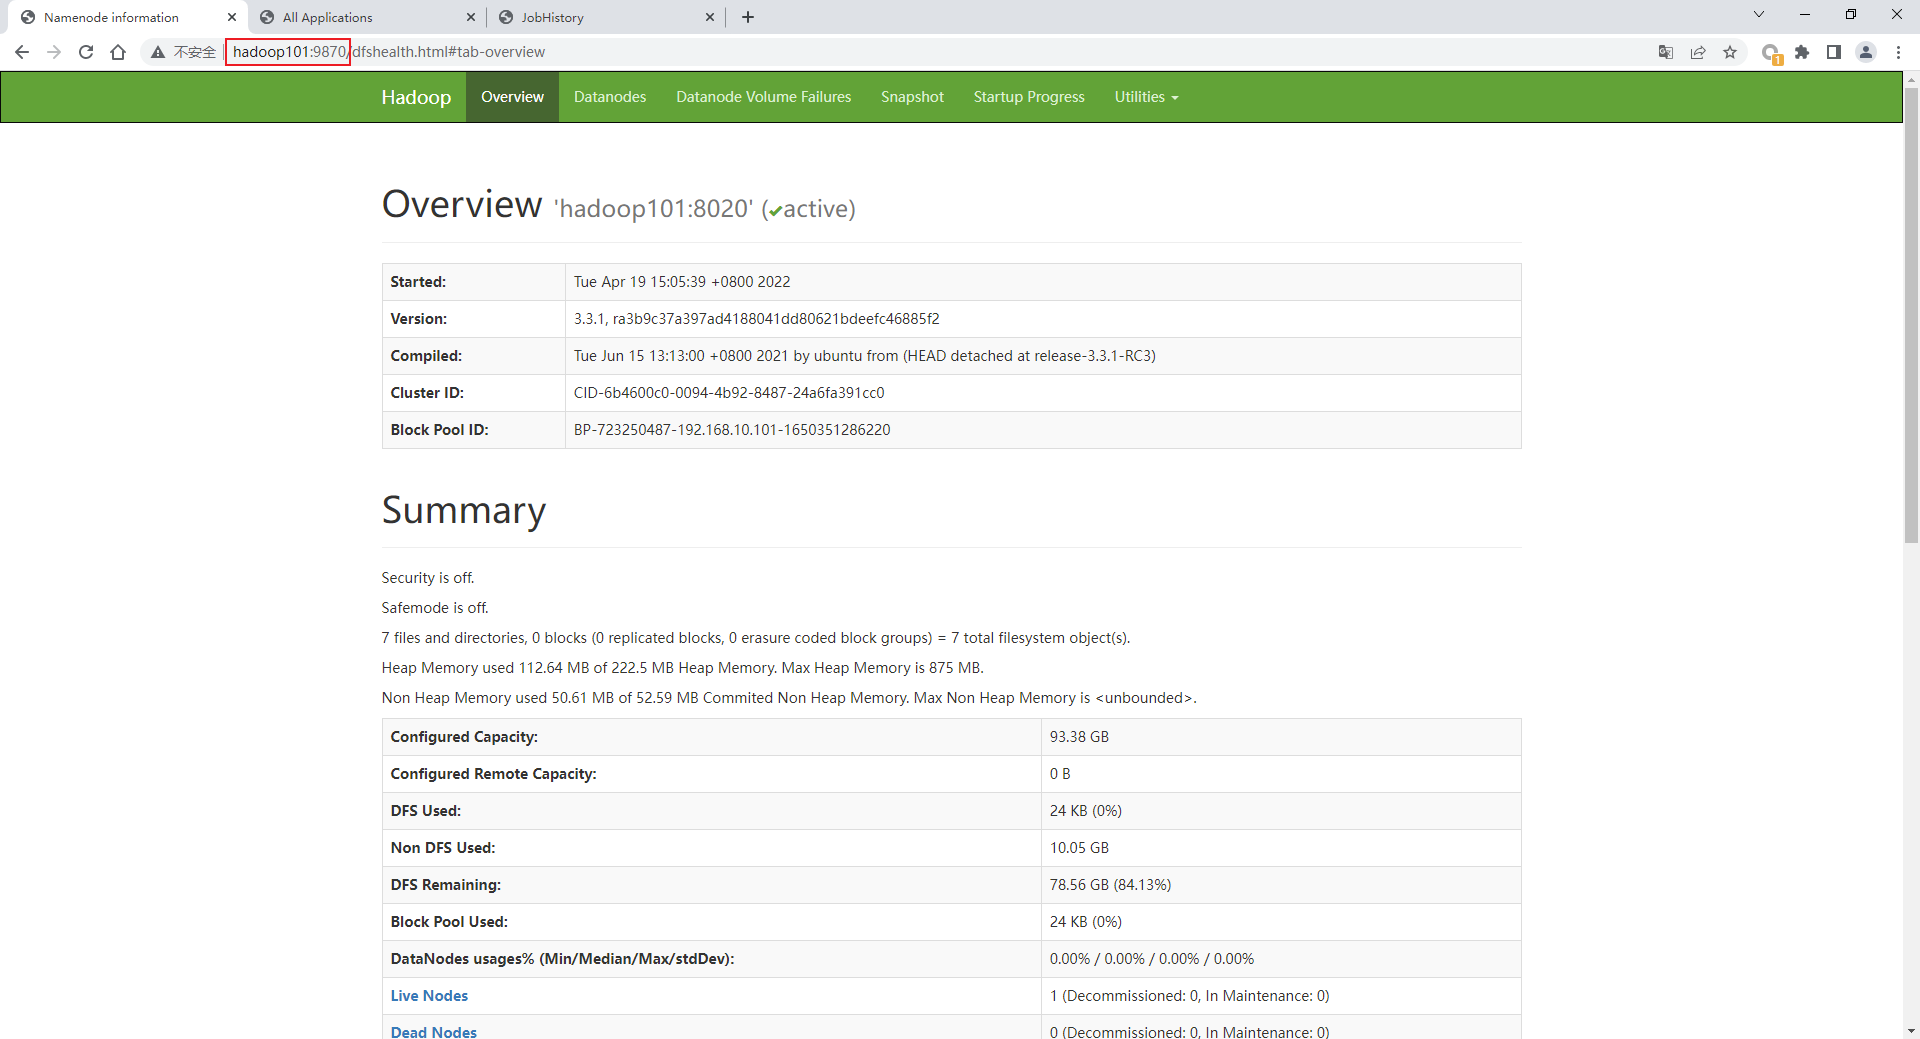 Namenode information
All Applications
JobHistory
不安全 hadoop101:9870/dfshealth.html#tab-overview
1
Hadoop Overview Datanodes Datanode Volume Failures Snapshot Startup Progress Utilities
Overview 'hadoop101:8020' (✔active)
Started: Tue Apr 19 15:05:39 +0800 2022
Version: 3.3.1, ra3b9c37a397ad4188041dd80621bdeefc46885f2
Compiled: Tue Jun 15 13:13:00 +0800 2021 by ubuntu from (HEAD detached at release-3.3.1-RC3)
Cluster ID: CID-6b4600c0-0094-4b92-8487-24a6fa391cc0
Block Pool ID: BP-723250487-192.168.10.101-1650351286220
Summary
Security is off.
Safemode is off.
7 files and directories, 0 blocks (0 replicated blocks, 0 erasure coded block groups) = 7 total filesystem object(s).
Heap Memory used 112.64 MB of 222.5 MB Heap Memory. Max Heap Memory is 875 MB.
Non Heap Memory used 50.61 MB of 52.59 MB Commited Non Heap Memory. Max Non Heap Memory is <unbounded>.
Configured Capacity: 93.38 GB
Configured Remote Capacity: 0 B
DFS Used: 24 KB (0%)
Non DFS Used: 10.05 GB
DFS Remaining: 78.56 GB (84.13%)
Block Pool Used: 24 KB (0%)
DataNodes usages% (Min/Median/Max/stdDev): 0.00% / 0.00% / 0.00% / 0.00%
Live Nodes 1 (Decommissioned: 0, In Maintenance: 0)
Dead Nodes 0 (Decommissioned: 0, In Maintenance: 0)